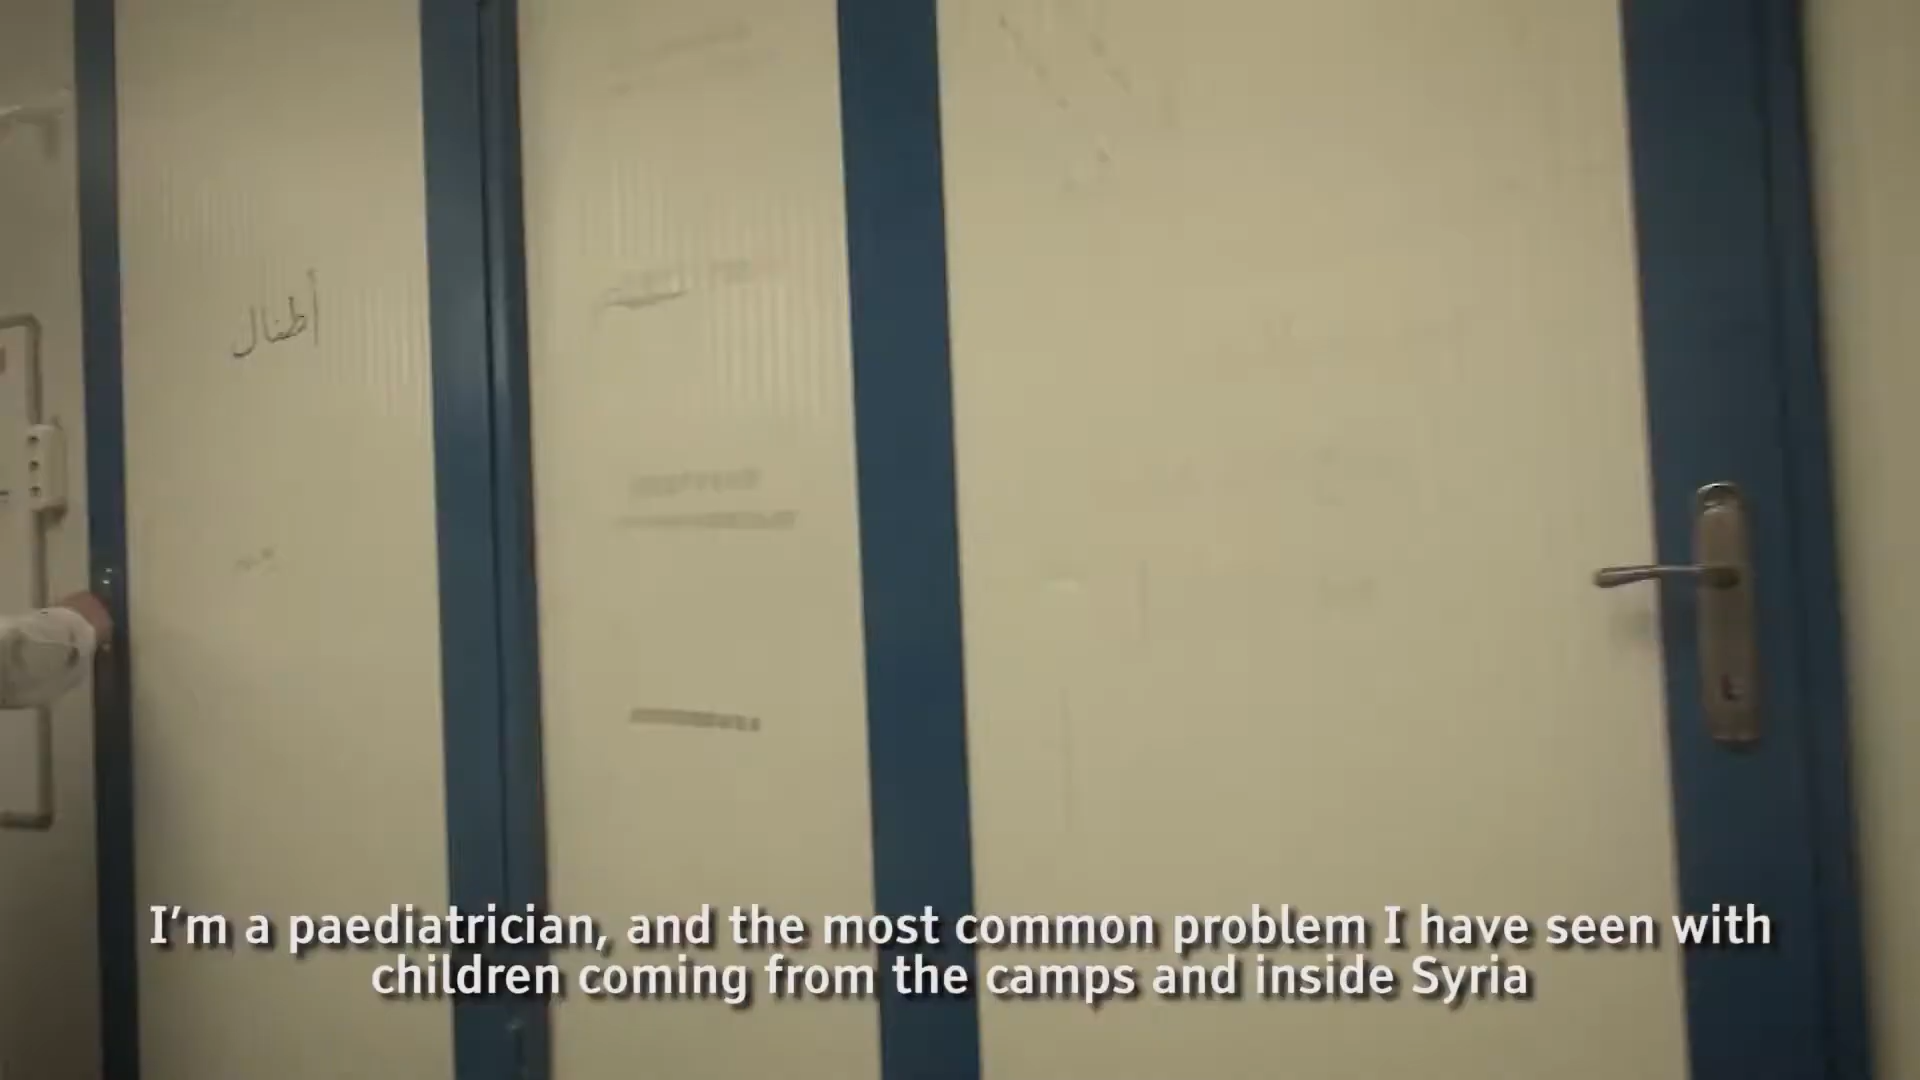 أطفال
I'm a paediatrician, and the most common problem I have seen with
children coming from the camps and inside Syria